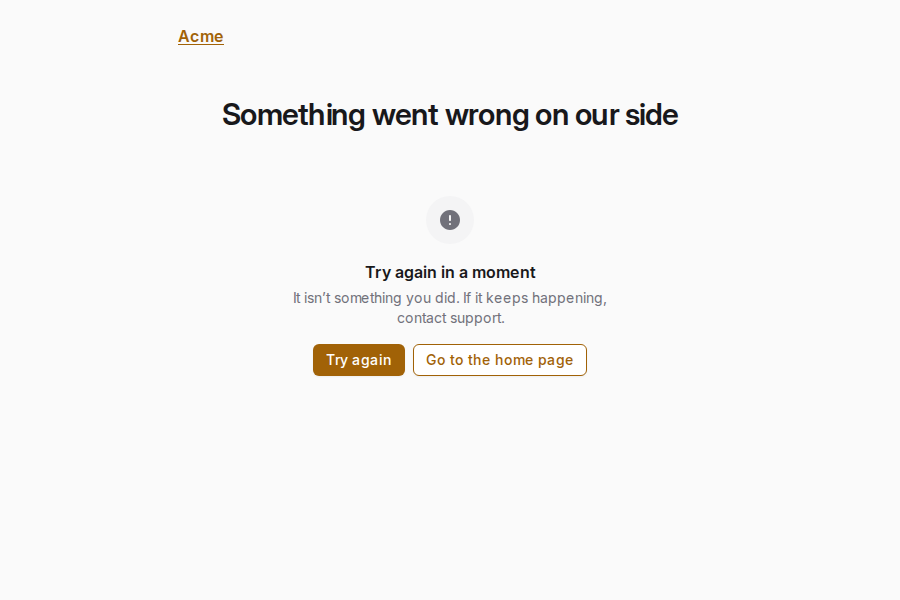 Acme
Something went wrong on our side
Try again in a moment
It isn’t something you did. If it keeps happening,
contact support.
Try again
Go to the home page